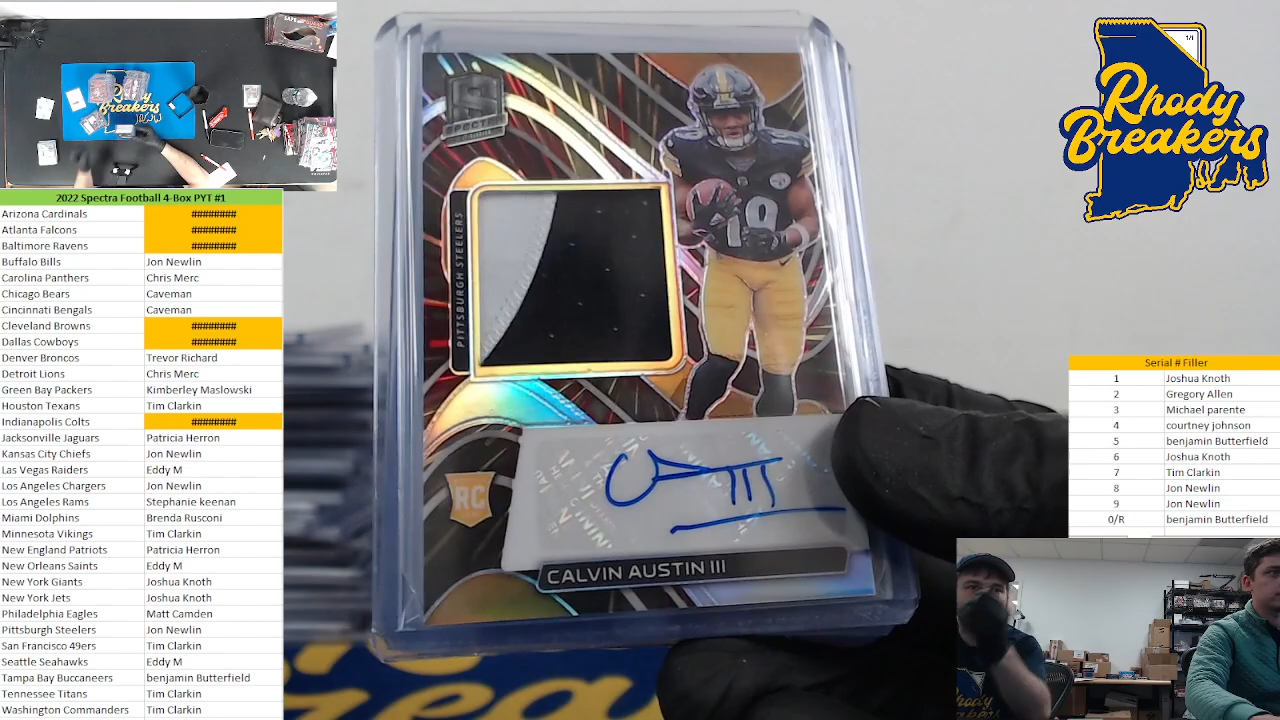 2022 Spectra Football 4-Box PYT #1
Arizona Cardinals ########
Atlanta Falcons ########
Baltimore Ravens ########
Buffalo Bills Jon Newlin
Carolina Panthers Chris Merc
Chicago Bears Caveman
Cincinnati Bengals Caveman
Cleveland Browns ########
Dallas Cowboys ########
Denver Broncos Trevor Richard
Detroit Lions Chris Merc
Green Bay Packers Kimberley Maslowski
Houston Texans Tim Clarkin
Indianapolis Colts ########
Jacksonville Jaguars Patricia Herron
Kansas City Chiefs Jon Newlin
Las Vegas Raiders Eddy M
Los Angeles Chargers Jon Newlin
Los Angeles Rams Stephanie keenan
Miami Dolphins Brenda Rusconi
Minnesota Vikings Tim Clarkin
New England Patriots Patricia Herron
New Orleans Saints Eddy M
New York Giants Joshua Knoth
New York Jets Joshua Knoth
Philadelphia Eagles Matt Camden
Pittsburgh Steelers Jon Newlin
San Francisco 49ers Tim Clarkin
Seattle Seahawks Eddy M
Tampa Bay Buccaneers benjamin Butterfield
Tennessee Titans Tim Clarkin
Washington Commanders Tim Clarkin
Rhody
Breakers
S
SPECTRA
PITTSBURGH STEELERS
19
RC
CALVIN AUSTIN III
1/1
Rhody
Breakers
Serial # Filler
1 Joshua Knoth
2 Gregory Allen
3 Michael parente
4 courtney johnson
5 benjamin Butterfield
6 Joshua Knoth
7 Tim Clarkin
8 Jon Newlin
9 Jon Newlin
0/R benjamin Butterfield
Rhody
Breakers